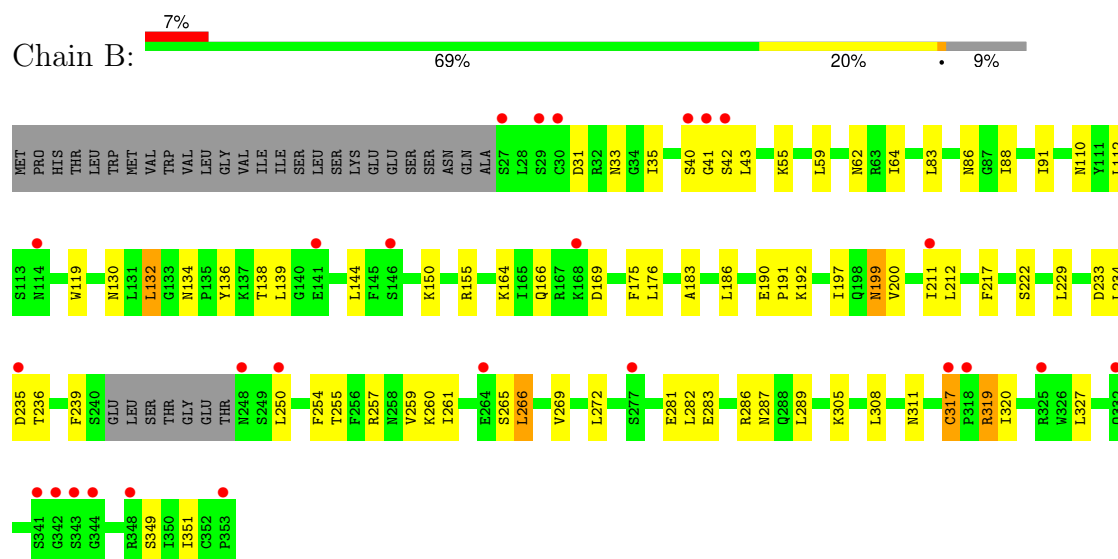 7%
Chain B:
69% 20% • 9%
MET PRO HIS THR LEU TRP MET VAL TRP VAL LEU GLY VAL ILE ILE SER LEU SER LYS GLU GLU SER SER ASN GLN ALA S27 L28 S29 C30 D31 R32 N33 G34 I35 S40 G41 S42 L43 K55 L59 N62 R63 I64 L83 N86 G87 I88 I91 N110 Y111 L112
S113 N114 W119 N130 L131 L132 G133 N134 P135 Y136 K137 T138 L139 G140 E141 L144 F145 S146 K150 R155 K164 I165 Q166 R167 K168 D169 F175 L176 A183 L186 E190 P191 K192 I197 Q198 N199 V200 I211 L212 F217 S222 L229 D233 L234
D235 T236 F239 S240 GLU LEU SER THR GLY GLU THR N248 S249 L250 F254 T255 F256 R257 N258 V259 K260 I261 E264 S265 L266 V269 L272 S277 E281 L282 E283 R286 N287 Q288 L289 K305 L308 N311 C317 P318 R319 I320 R325 W326 L327
S341 G342 S343 G344 R348 S349 I350 I351 C352 P353